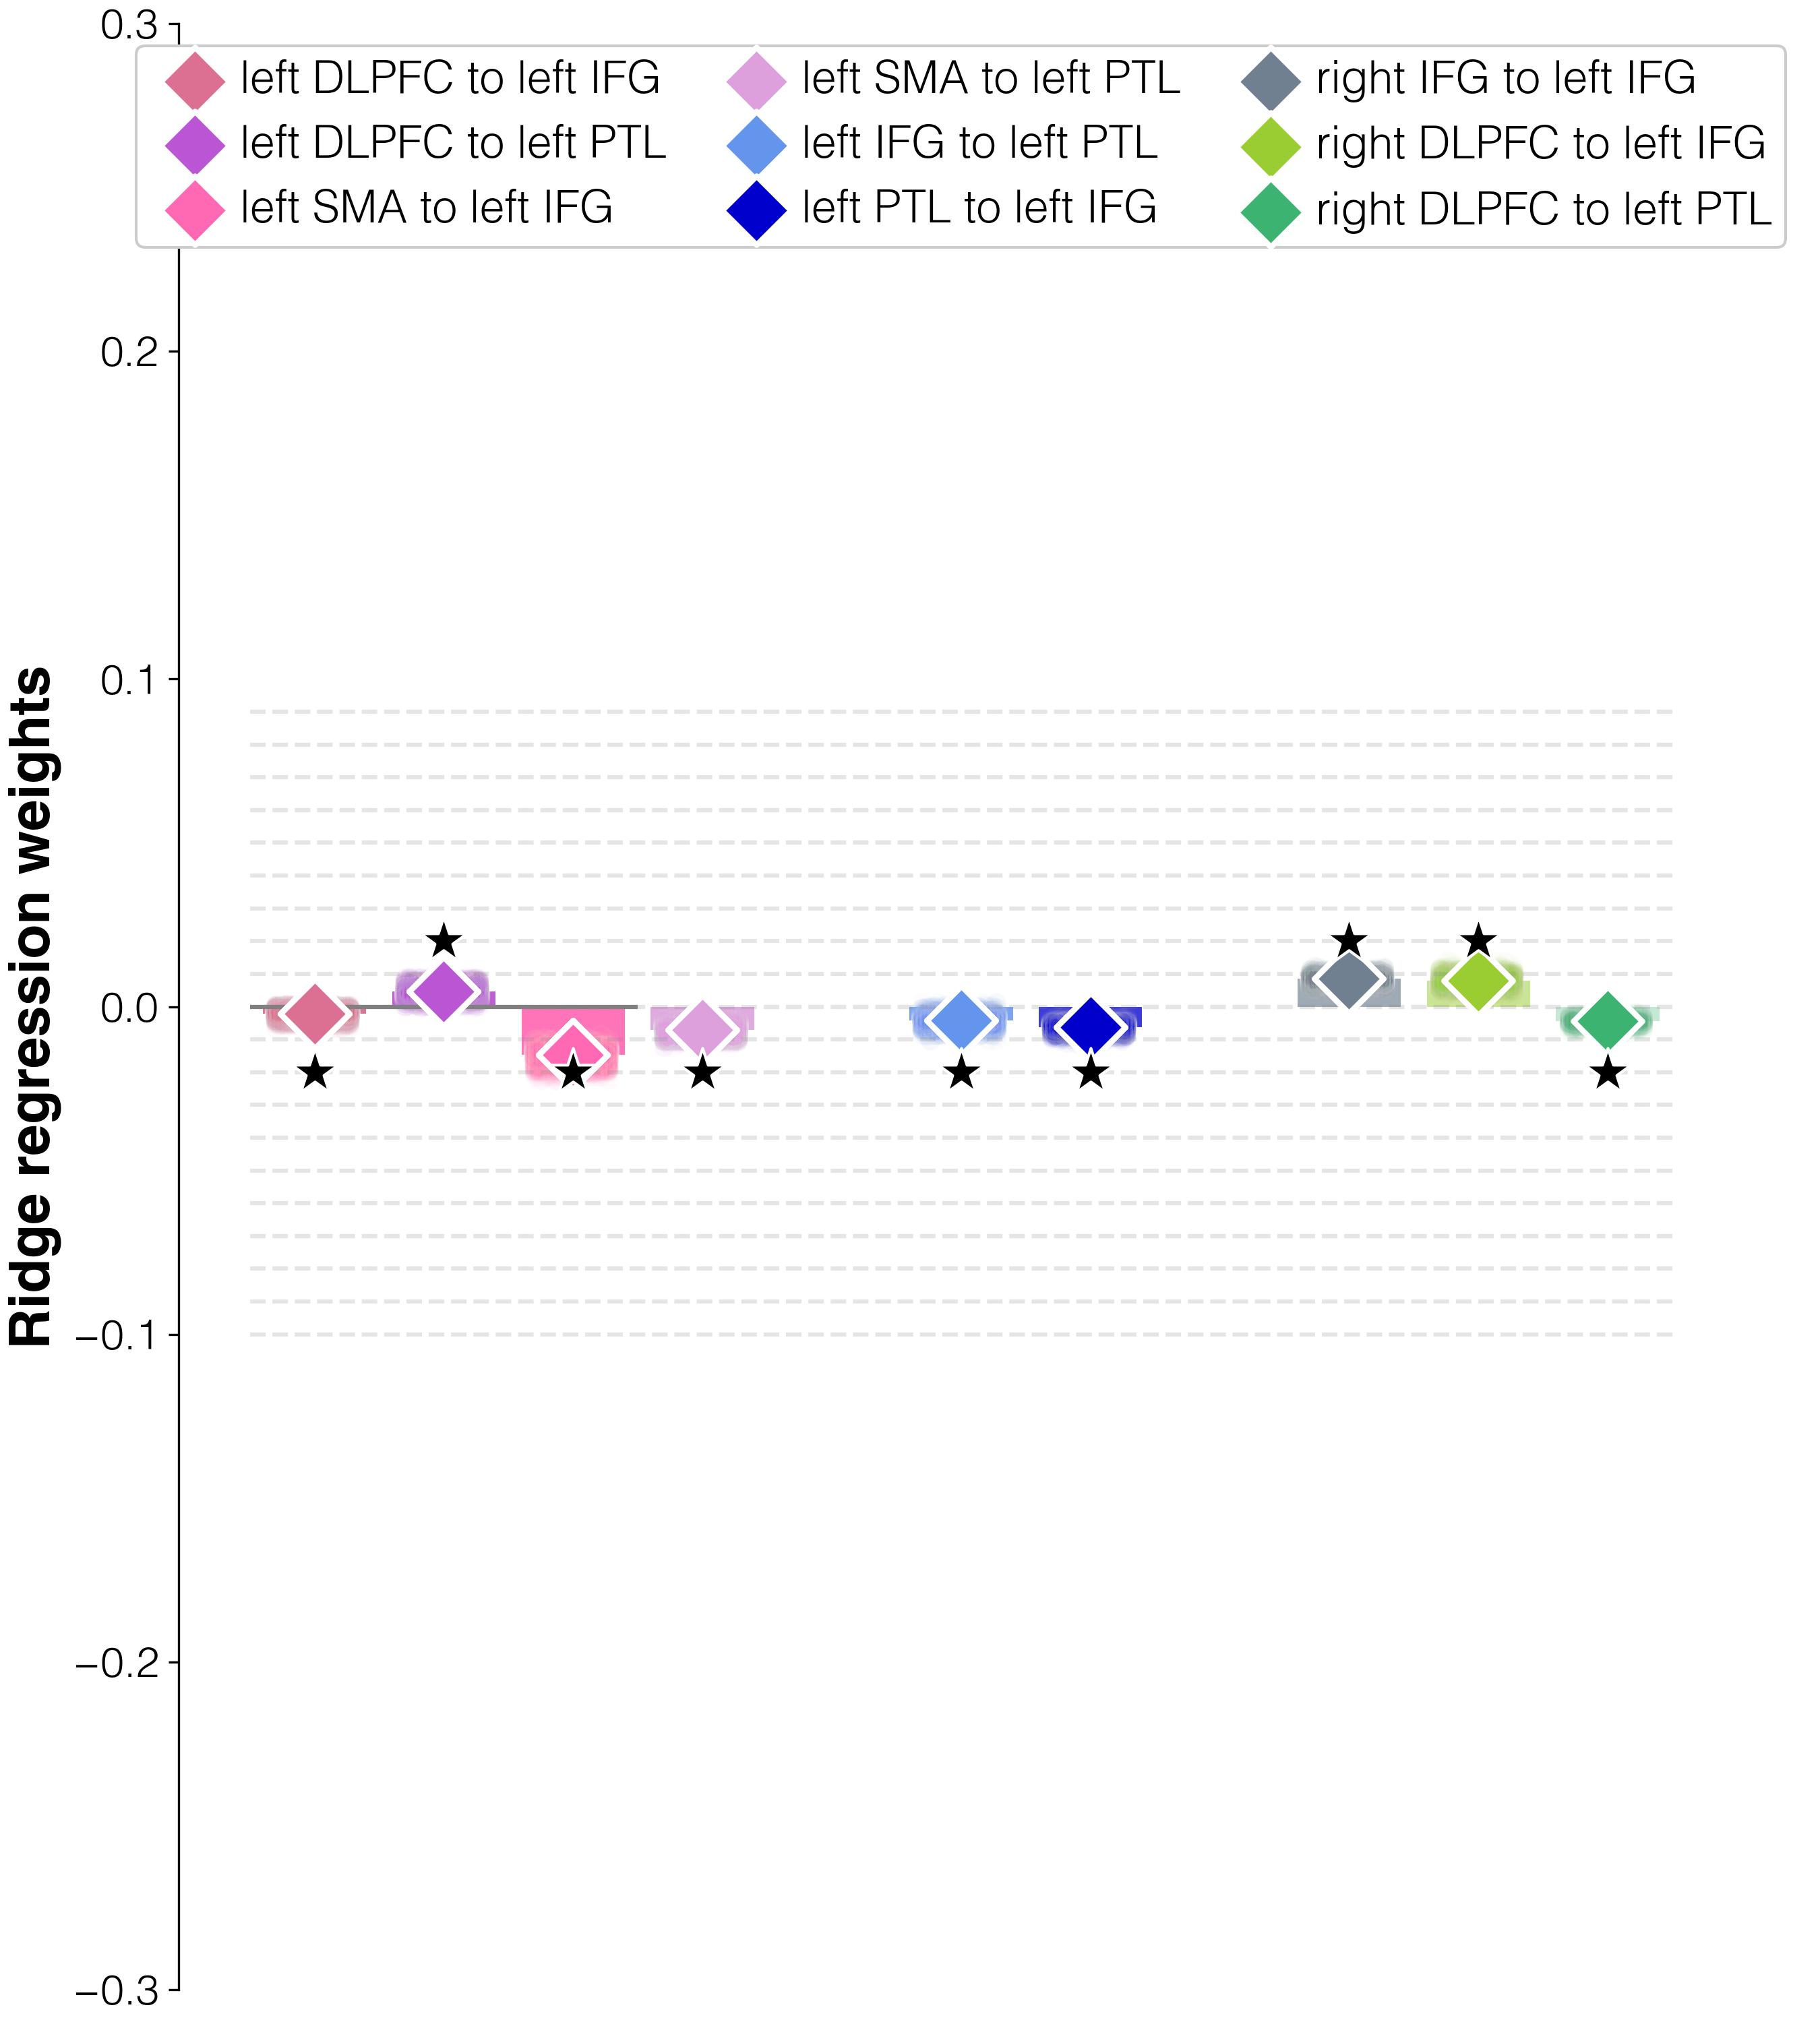 0.3
left DLPFC to left IFG
left DLPFC to left PTL
left SMA to left IFG
left SMA to left PTL
left IFG to left PTL
left PTL to left IFG
right IFG to left IFG
right DLPFC to left IFG
right DLPFC to left PTL
0.2
0.1
0.0
−0.1
−0.2
−0.3
Ridge regression weights